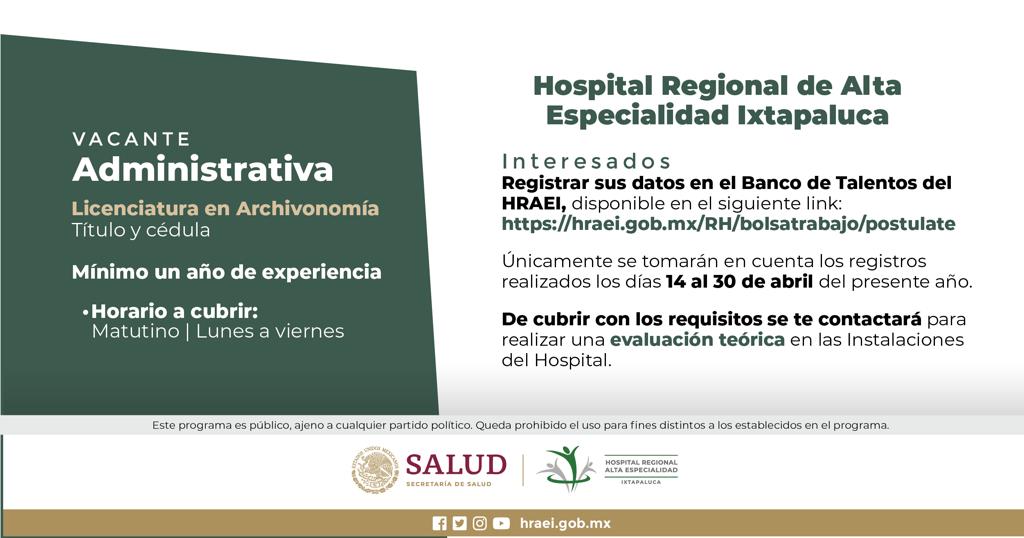 VACANTE
Administrativa
Licenciatura en Archivonomía
Título y cédula
Mínimo un año de experiencia
•Horario a cubrir:
Matutino | Lunes a viernes
Hospital Regional de Alta
Especialidad Ixtapaluca
Interesados
Registrar sus datos en el Banco de Talentos del
HRAEI, disponible en el siguiente link:
https://hraei.gob.mx/RH/bolsatrabajo/postulate
Únicamente se tomarán en cuenta los registros
realizados los días 14 al 30 de abril del presente año.
De cubrir con los requisitos se te contactará para
realizar una evaluación teórica en las Instalaciones
del Hospital.
Este programa es público, ajeno a cualquier partido político. Queda prohibido el uso para fines distintos a los establecidos en el programa.
ESTADOS UNIDOS MEXICANOS
SALUD
SECRETARÍA DE SALUD
HOSPITAL REGIONAL
ALTA ESPECIALIDAD
IXTAPALUCA
hraei.gob.mx